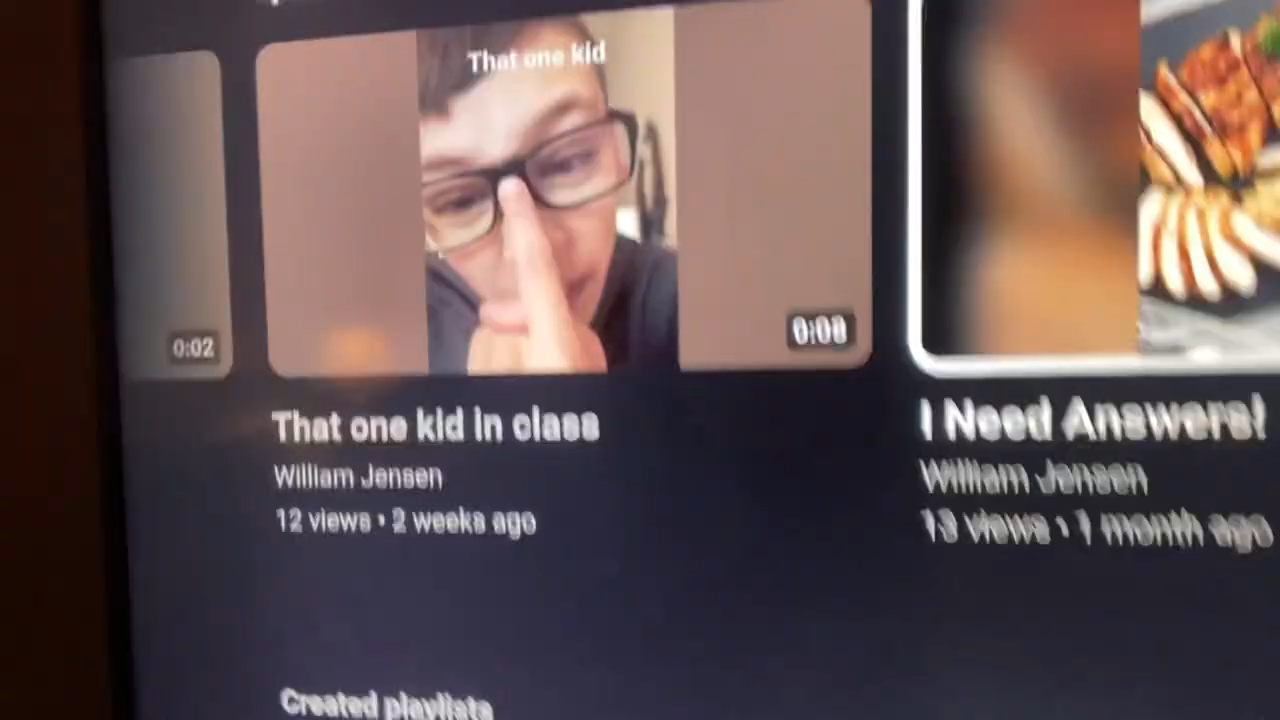 That one kid
0:02
0:08
That one kid in class
William Jensen
12 views • 2 weeks ago
I Need Answers!
William Jensen
13 views • 1 month ago
Created playlists